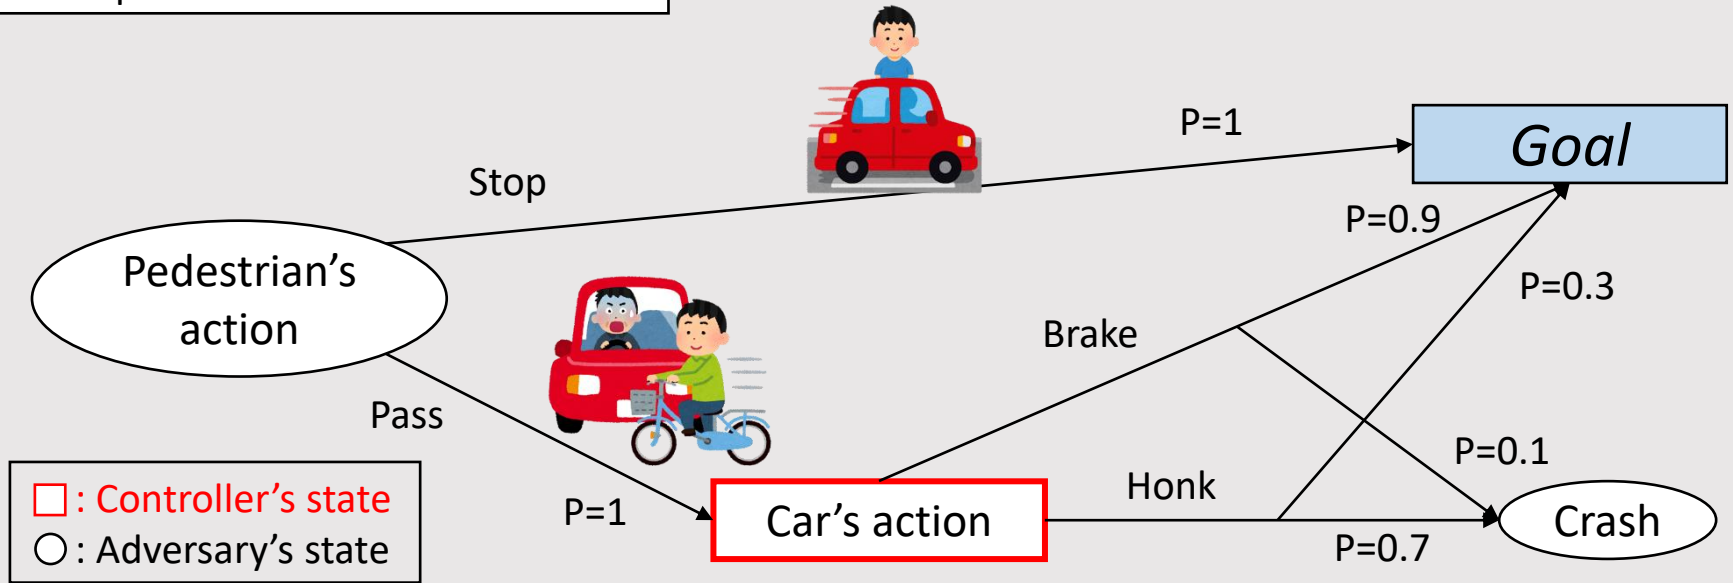 Stop
P=1
Goal
P=0.9
P=0.3
Pedestrian’s
action
Brake
Pass
P=0.1
Honk
P=1
Car’s action
Crash
P=0.7
: Controller’s state
: Adversary’s state